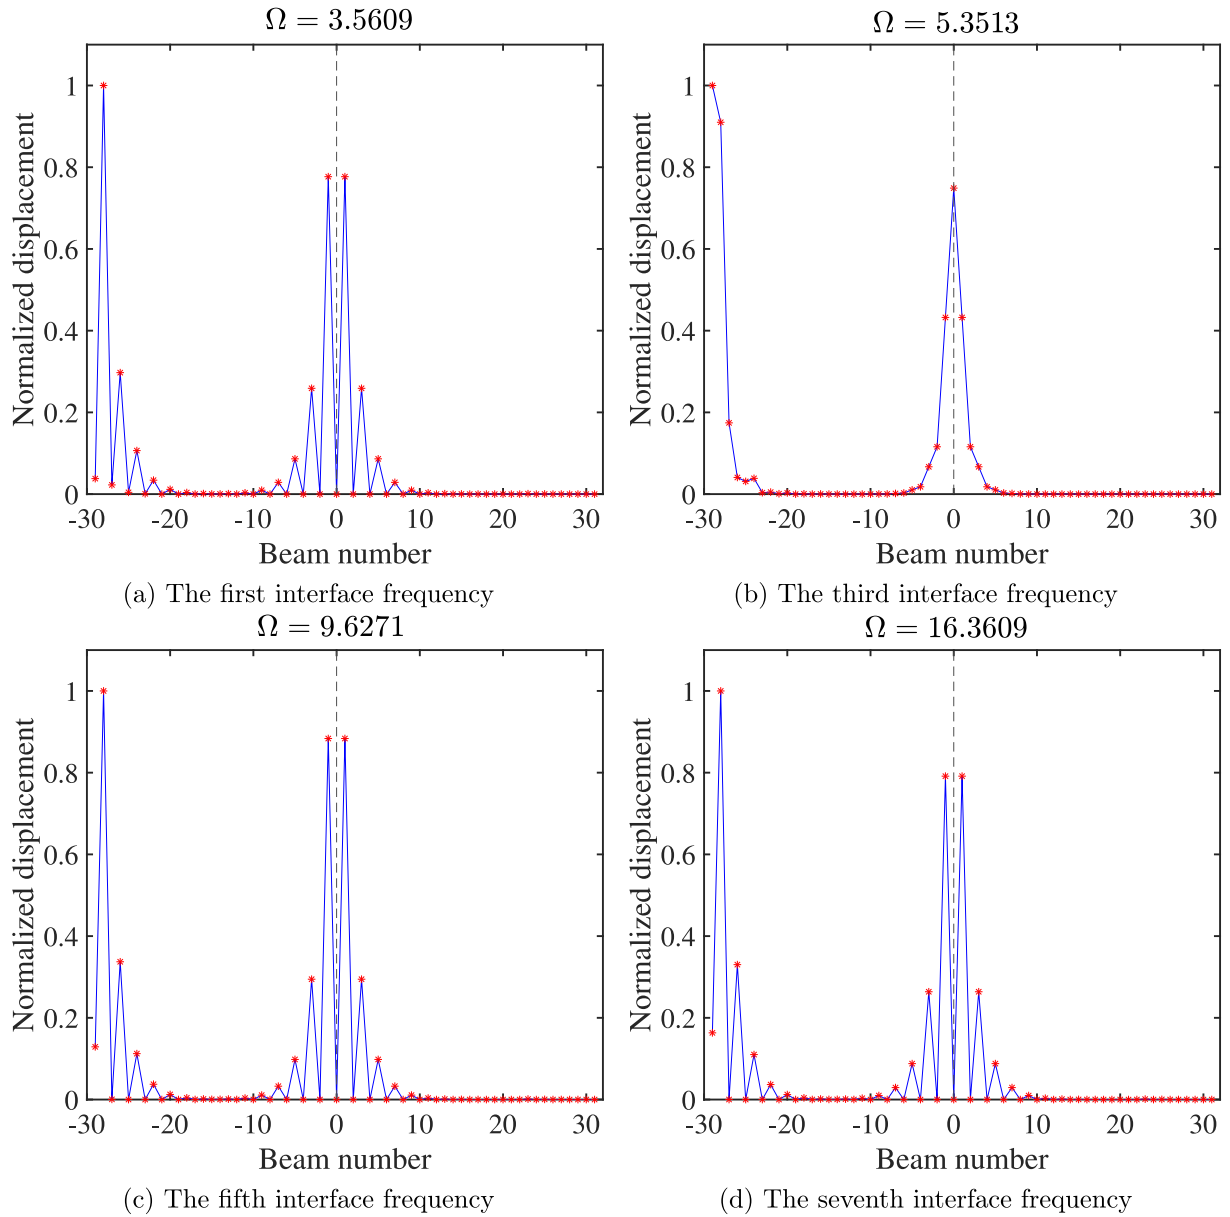 Ω = 3.5609
Normalized displacement
1
0.8
0.6
0.4
0.2
0
-30 -20 -10 0 10 20 30
Beam number
(a) The first interface frequency
Ω = 5.3513
Normalized displacement
1
0.8
0.6
0.4
0.2
0
-30 -20 -10 0 10 20 30
Beam number
(b) The third interface frequency
Ω = 9.6271
Normalized displacement
1
0.8
0.6
0.4
0.2
0
-30 -20 -10 0 10 20 30
Beam number
(c) The fifth interface frequency
Ω = 16.3609
Normalized displacement
1
0.8
0.6
0.4
0.2
0
-30 -20 -10 0 10 20 30
Beam number
(d) The seventh interface frequency